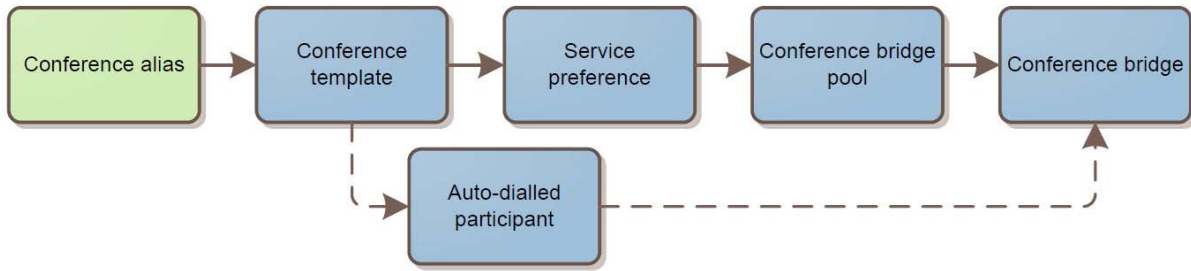 Conference alias
Conference
template
Service
preference
Conference bridge
pool
Conference bridge
Auto-dialled
participant